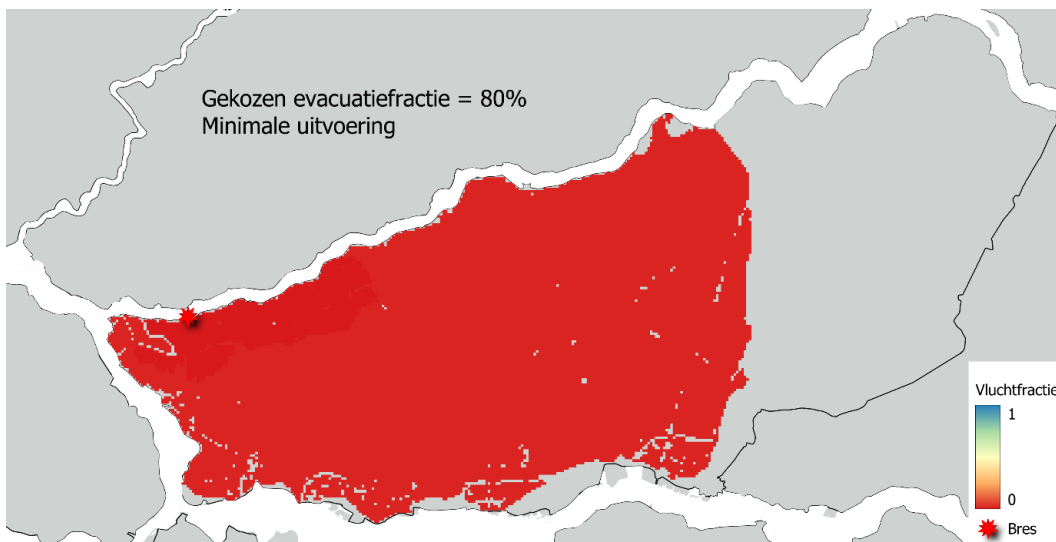 Gekozen evacuatiefractie = 80%
Minimale uitvoering
Vluchtfractie
1
0
Bres